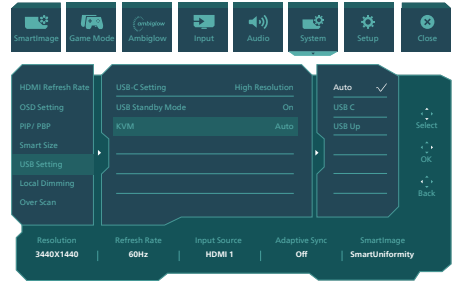 ambiglow
SmartImage Game Mode Ambiglow Input Audio System Setup Close
HDMI Refresh Rate
OSD Setting
PIP/ PBP
Smart Size
USB Setting
Local Dimming
Over Scan
USB-C Setting High Resolution
USB Standby Mode On
KVM Auto
Auto
USB C
USB Up
Select
OK
Back
Resolution Refresh Rate Input Source Adaptive Sync SmartImage
3440X1440 60Hz HDMI 1 Off SmartUniformity